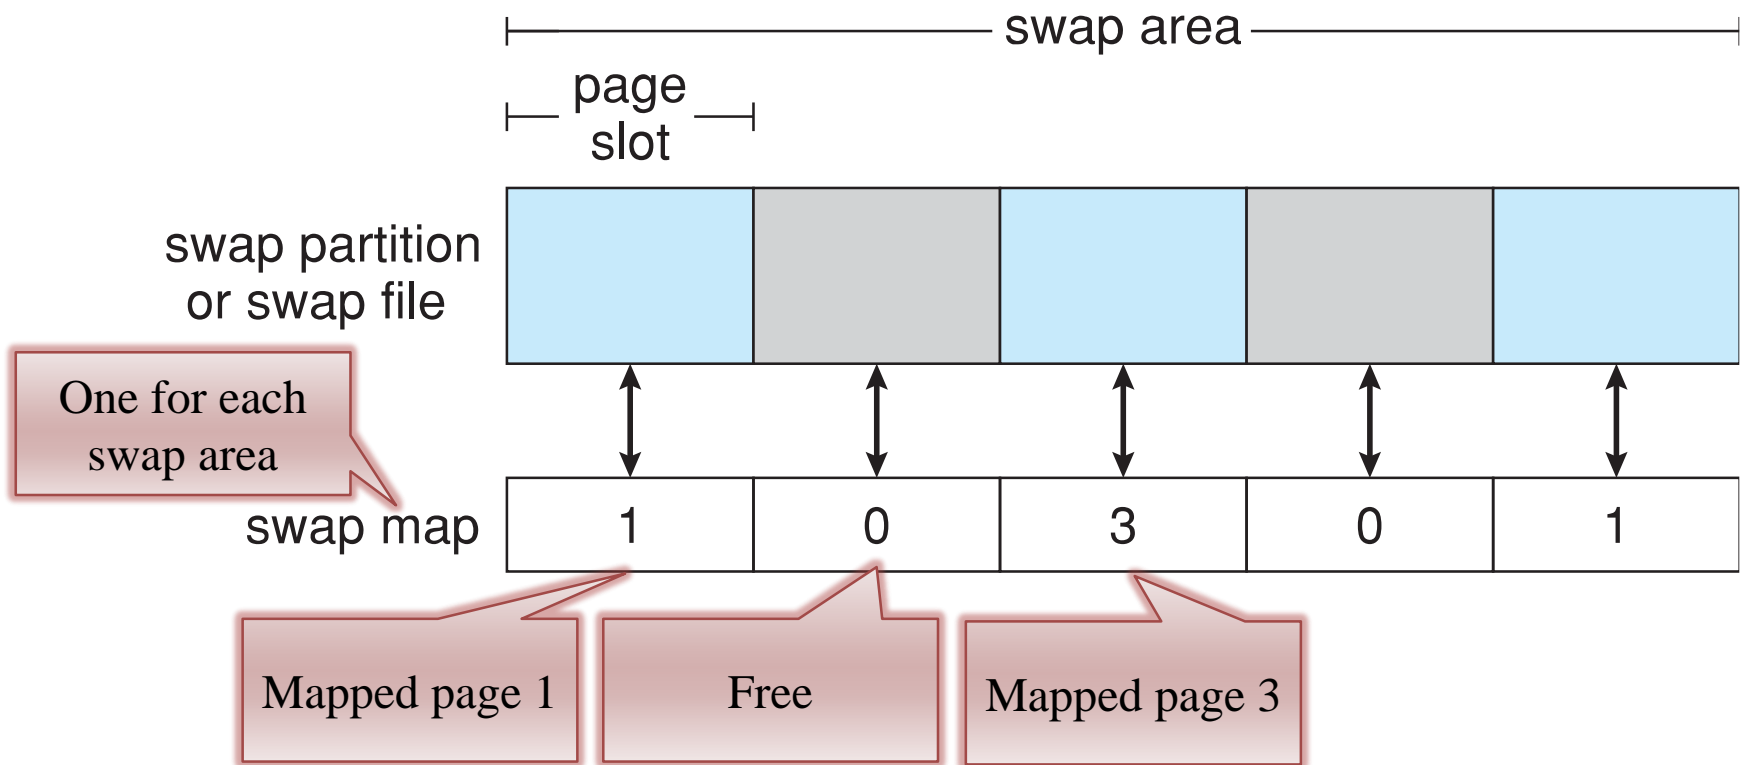 swap area
page
slot
swap partition
or swap file
One for each
swap area
swap map
1 0 3 0 1
Mapped page 1
Free
Mapped page 3